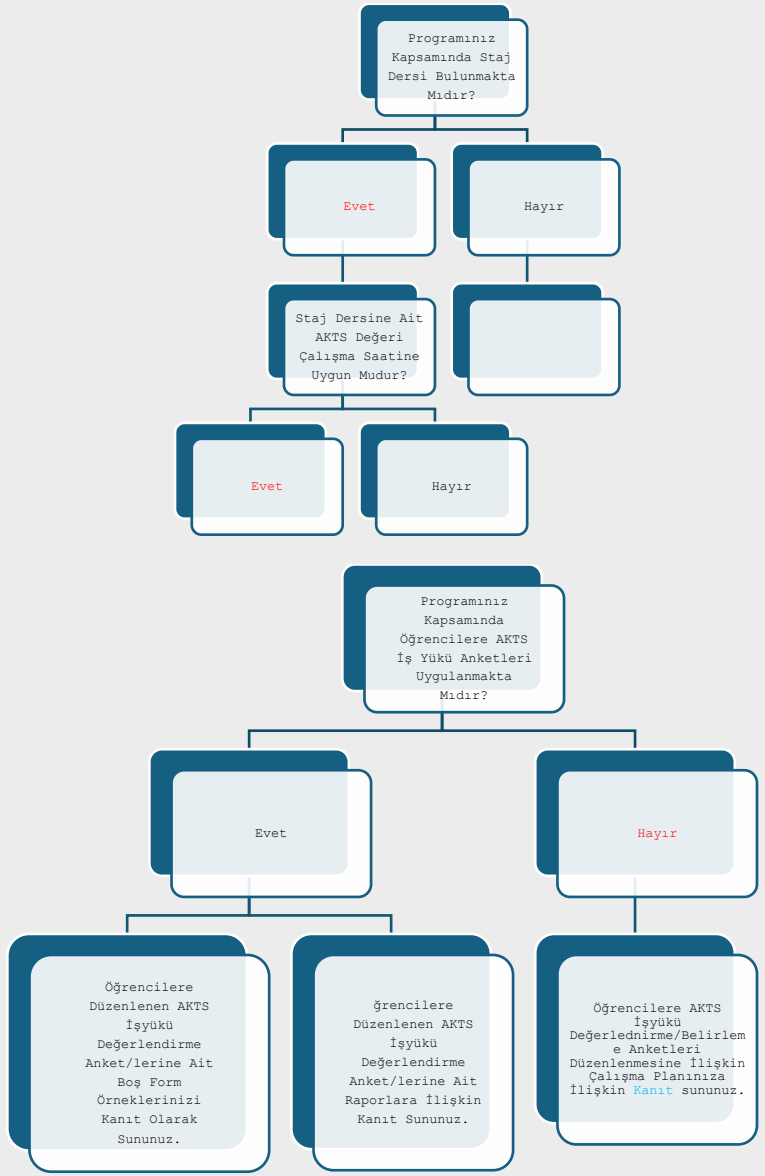 Programınız
Kapsamında Staj
Dersi Bulunmakta
Mıdır?
Evet
Hayır
Staj Dersine Ait
AKTS Değeri
Çalışma Saatine
Uygun Mudur?
Evet
Hayır
Programınız
Kapsamında
Öğrencilere AKTS
İş Yükü Anketleri
Uygulanmakta
Mıdır?
Evet
Hayır
Öğrencilere
Düzenlenen AKTS
İşyükü
Değerlendirme
Anket/lerine Ait
Boş Form
Örneklerinizi
Kanıt Olarak
Sununuz.
ğrencilere
Düzenlenen AKTS
İşyükü
Değerlendirme
Anket/lerine Ait
Raporlara İlişkin
Kanıt Sununuz.
Öğrencilere AKTS
İşyükü
Değerlednirme/Belirlem
e Anketleri
Düzenlenmesine İlişkin
Çalışma Planınıza
İlişkin Kanıt sununuz.